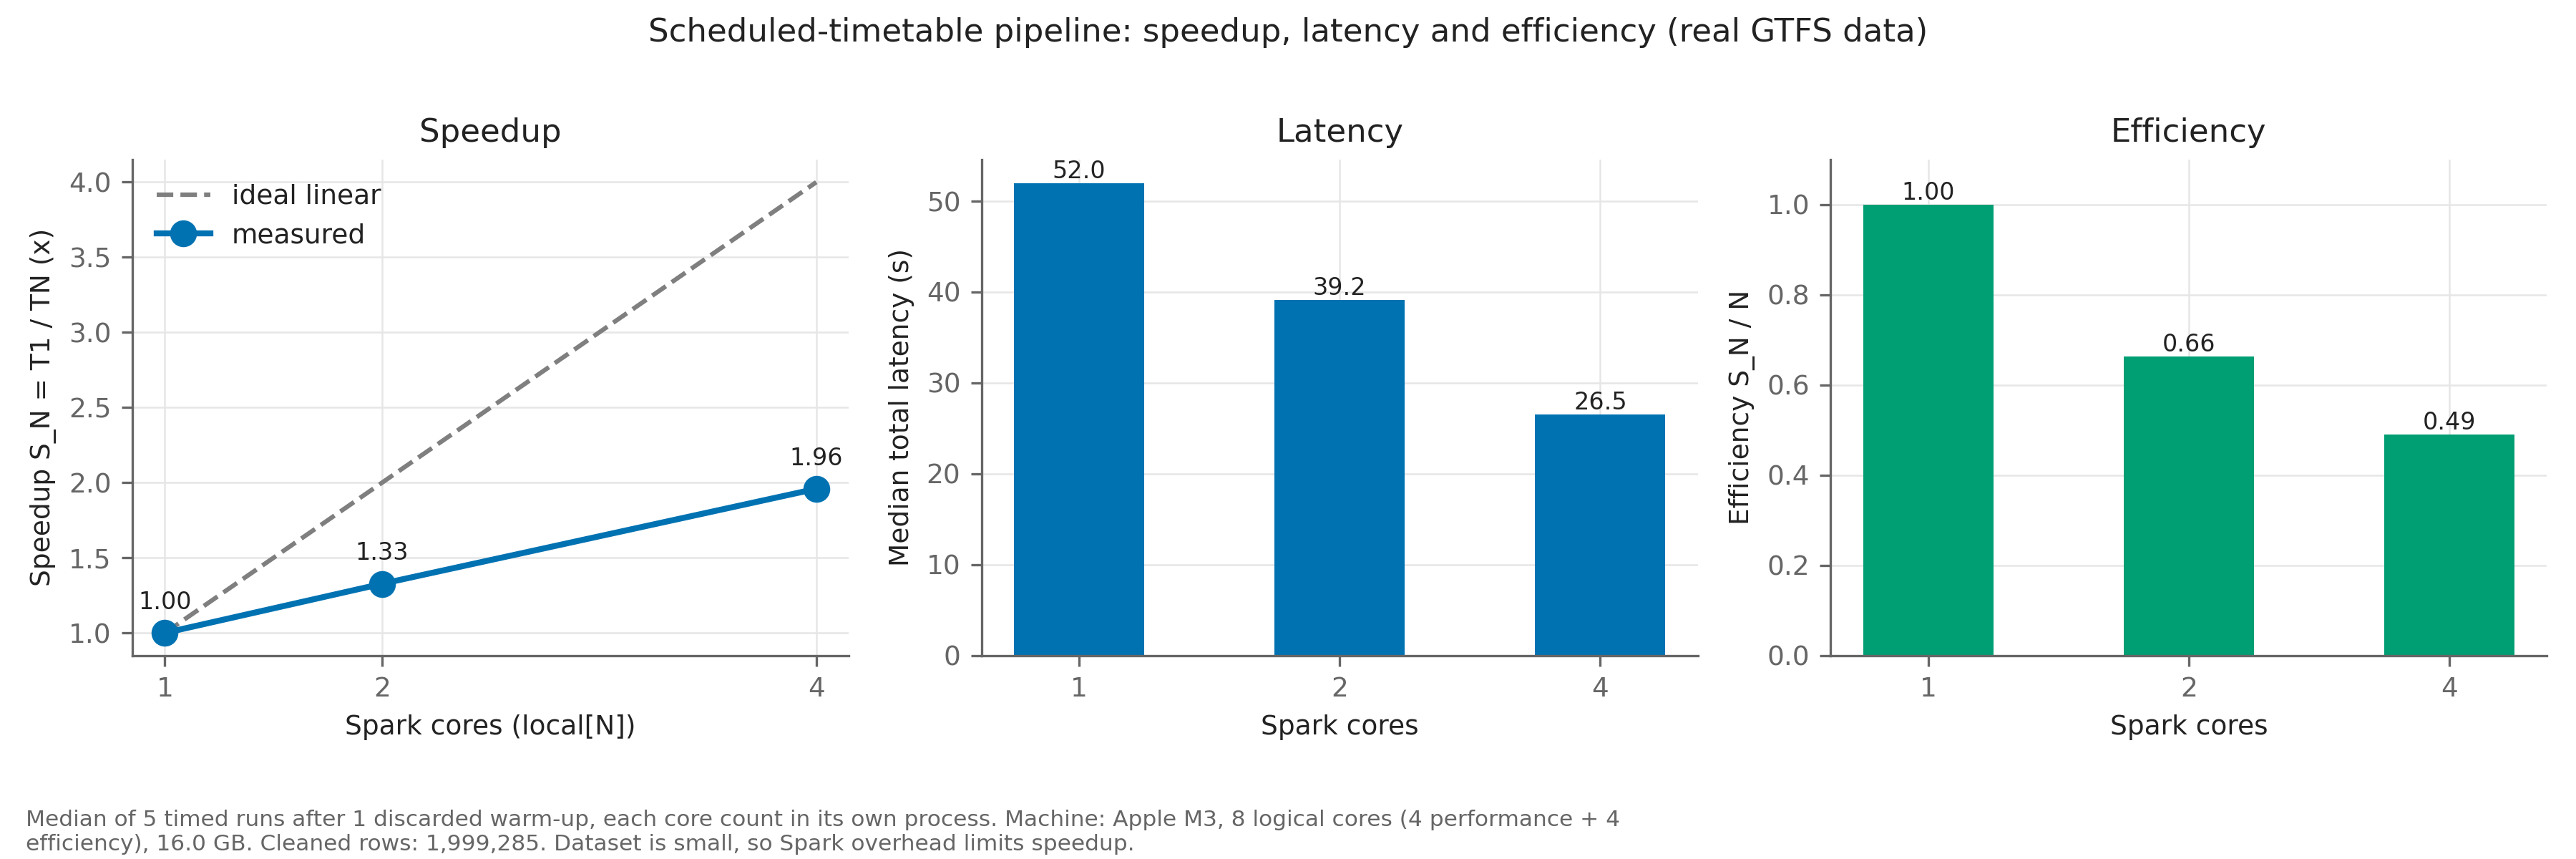 Scheduled-timetable pipeline: speedup, latency and efficiency (real GTFS data)
Speedup
Speedup S_N = T1 / TN (x)
4.0
3.5
3.0
2.5
2.0
1.5
1.0
ideal linear
measured
1.00
1.33
1.96
1
2
4
Spark cores (local[N])
Latency
Median total latency (s)
50
40
30
20
10
0
52.0
39.2
26.5
1
2
4
Spark cores
Efficiency
Efficiency S_N / N
1.0
0.8
0.6
0.4
0.2
0.0
1.00
0.66
0.49
1
2
4
Spark cores
Median of 5 timed runs after 1 discarded warm-up, each core count in its own process. Machine: Apple M3, 8 logical cores (4 performance + 4
efficiency), 16.0 GB. Cleaned rows: 1,999,285. Dataset is small, so Spark overhead limits speedup.